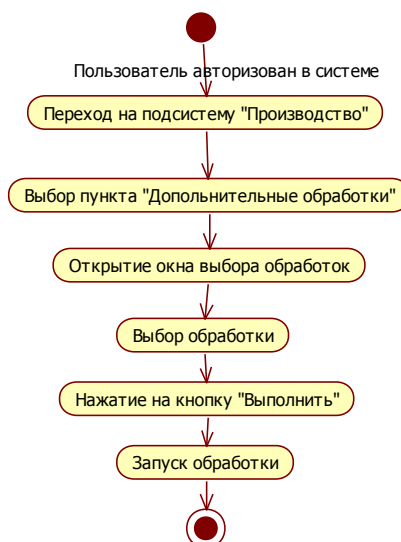 Пользователь авторизован в системе
Переход на подсистему "Производство"
Выбор пункта "Допольнительные обработки"
Открытие окна выбора обработок
Выбор обработки
Нажатие на кнопку "Выполнить"
Запуск обработки